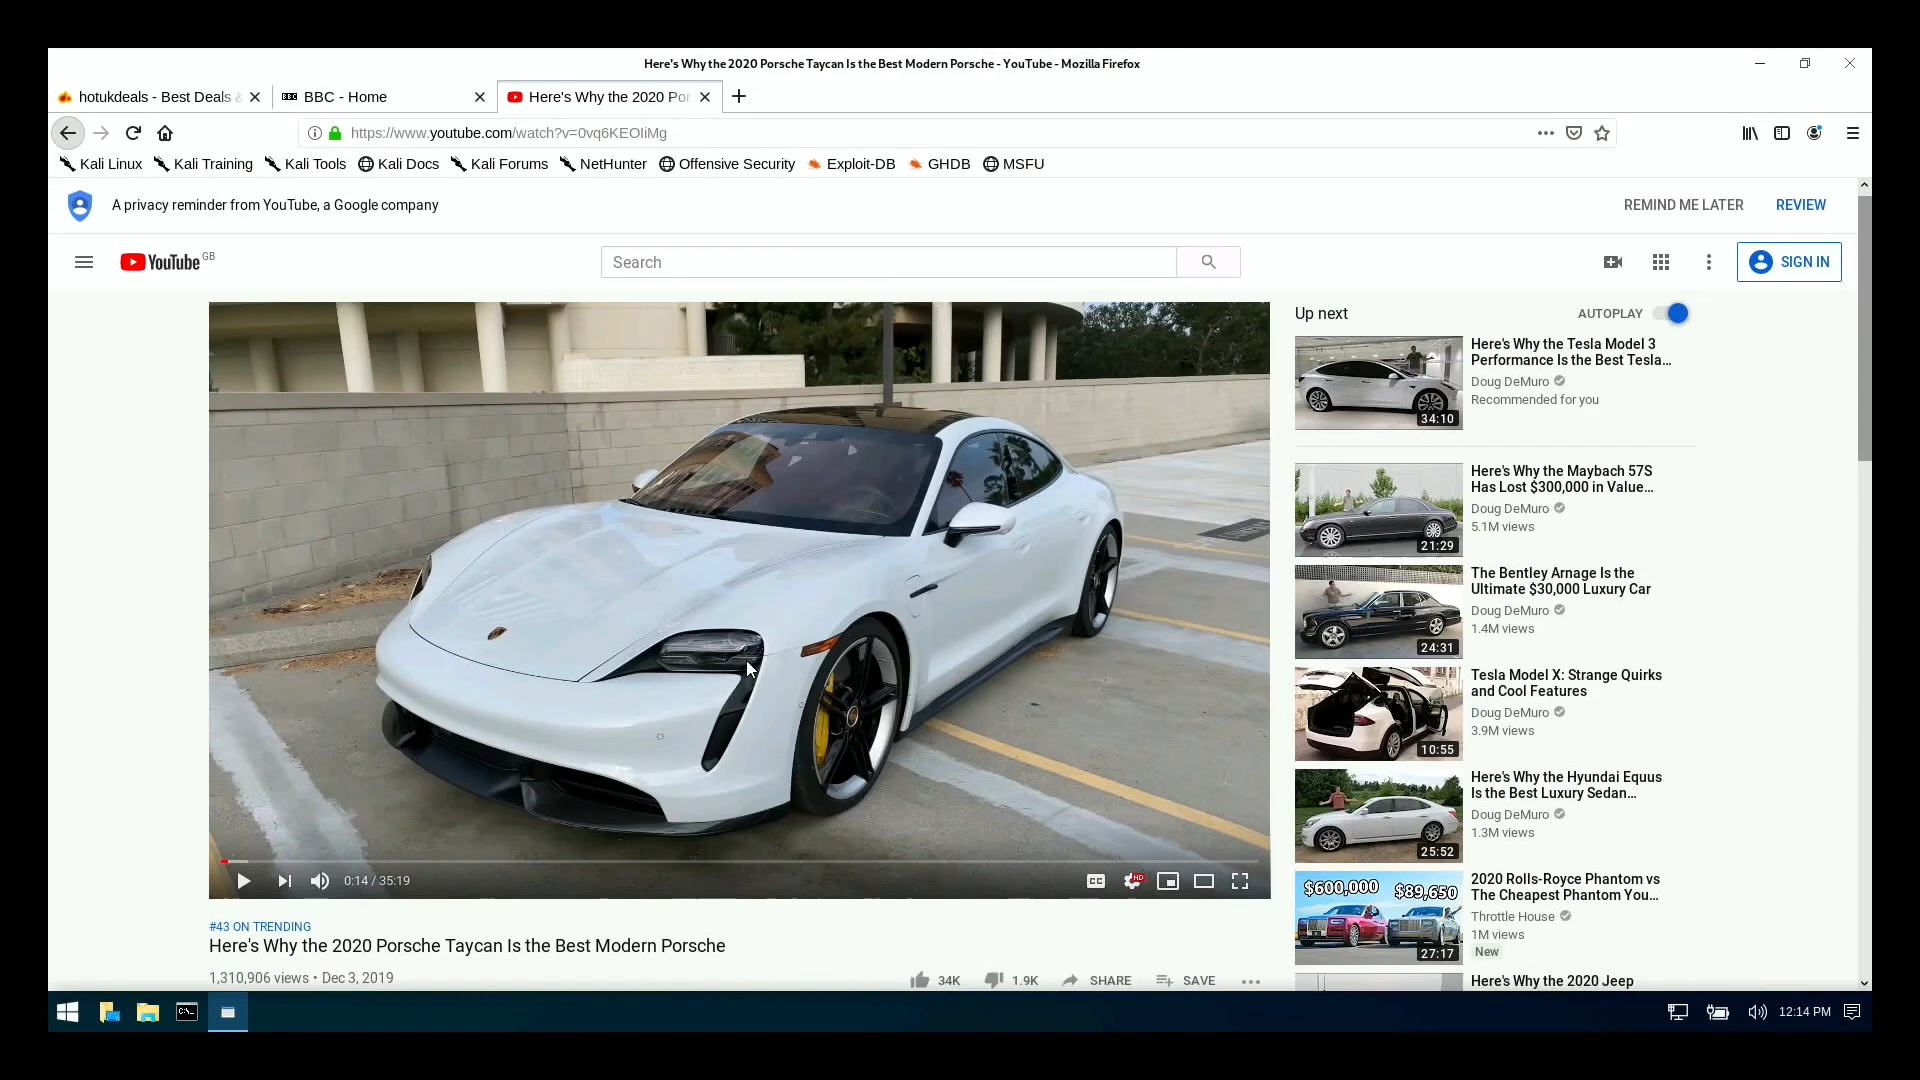 Here's Why the 2020 Porsche Taycan Is the Best Modern Porsche - YouTube - Mozilla Firefox
hotukdeals - Best Deals &
BBC - Home
Here's Why the 2020 Por
https://www.youtube.com/watch?v=0vq6KEOIiMg
Kali Linux
Kali Training
Kali Tools
Kali Docs
Kali Forums
NetHunter
Offensive Security
Exploit-DB
GHDB
MSFU
A privacy reminder from YouTube, a Google company
REMIND ME LATER
REVIEW
YouTube GB
Search
SIGN IN
0:14 / 35:19
CC
HD
#43 ON TRENDING
Here's Why the 2020 Porsche Taycan Is the Best Modern Porsche
1,310,906 views • Dec 3, 2019
34K
1.9K
SHARE
SAVE
Up next
AUTOPLAY
34:10
Here's Why the Tesla Model 3
Performance Is the Best Tesla...
Doug DeMuro
Recommended for you
21:29
Here's Why the Maybach 57S
Has Lost $300,000 in Value...
Doug DeMuro
5.1M views
24:31
The Bentley Arnage Is the
Ultimate $30,000 Luxury Car
Doug DeMuro
1.4M views
10:55
Tesla Model X: Strange Quirks
and Cool Features
Doug DeMuro
3.9M views
25:52
Here's Why the Hyundai Equus
Is the Best Luxury Sedan...
Doug DeMuro
1.3M views
$600,000
$89,650
27:17
2020 Rolls-Royce Phantom vs
The Cheapest Phantom You...
Throttle House
1M views
New
Here's Why the 2020 Jeep
12:14 PM